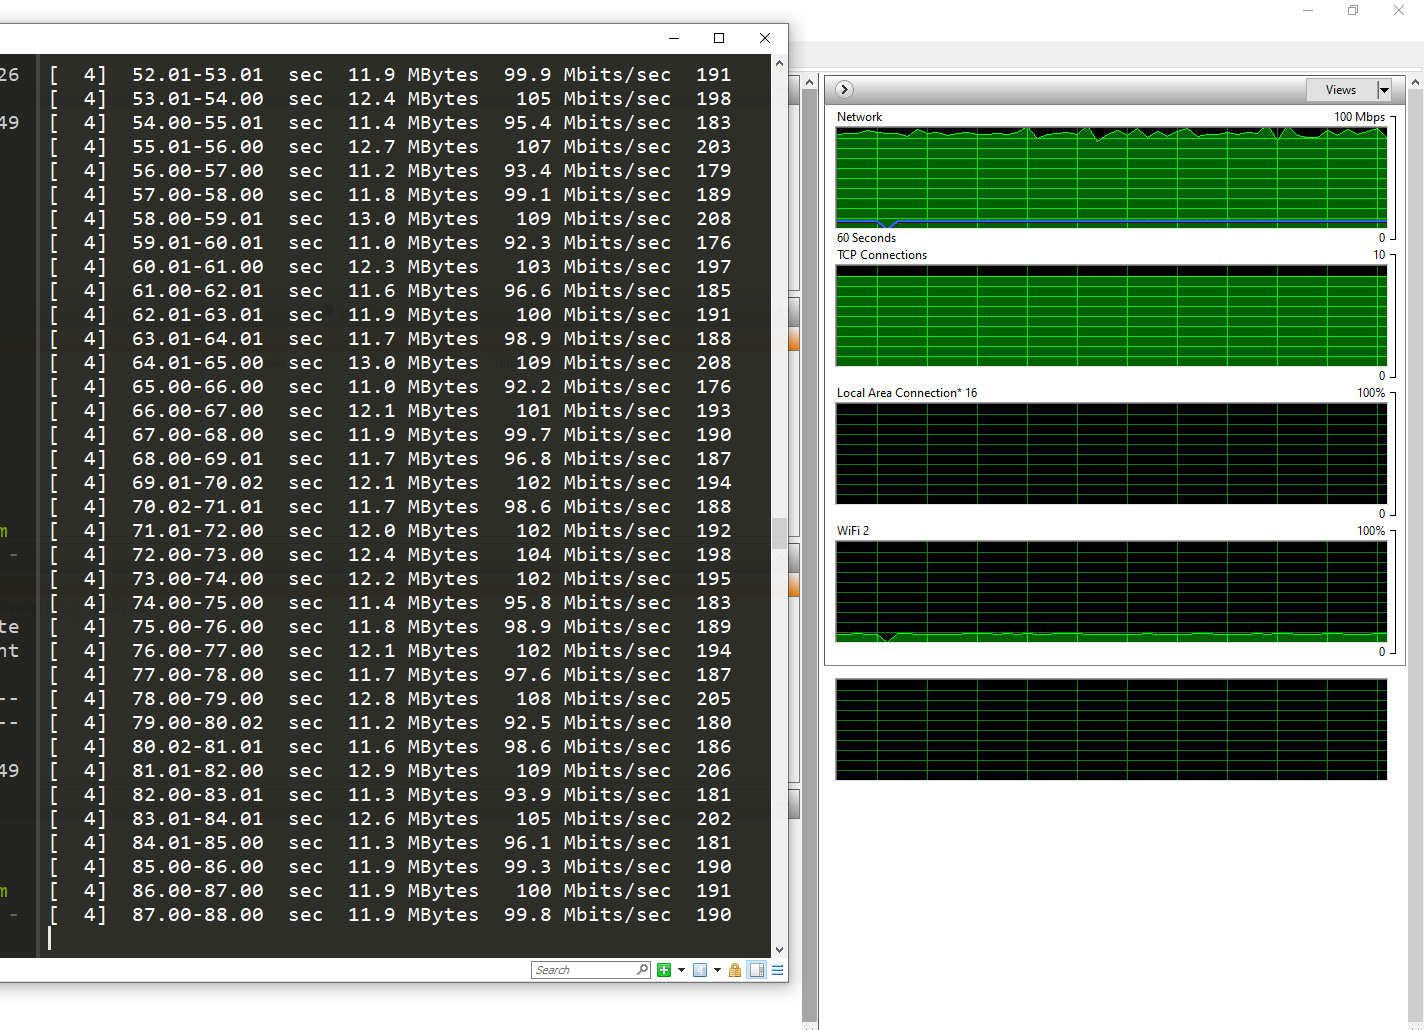 26 [  4]  52.01-53.01  sec  11.9 MBytes  99.9 Mbits/sec  191
[  4]  53.01-54.00  sec  12.4 MBytes   105 Mbits/sec  198
49 [  4]  54.00-55.01  sec  11.4 MBytes  95.4 Mbits/sec  183
[  4]  55.01-56.00  sec  12.7 MBytes   107 Mbits/sec  203
[  4]  56.00-57.00  sec  11.2 MBytes  93.4 Mbits/sec  179
[  4]  57.00-58.00  sec  11.8 MBytes  99.1 Mbits/sec  189
[  4]  58.00-59.01  sec  13.0 MBytes   109 Mbits/sec  208
[  4]  59.01-60.01  sec  11.0 MBytes  92.3 Mbits/sec  176
[  4]  60.01-61.00  sec  12.3 MBytes   103 Mbits/sec  197
[  4]  61.00-62.01  sec  11.6 MBytes  96.6 Mbits/sec  185
[  4]  62.01-63.01  sec  11.9 MBytes   100 Mbits/sec  191
[  4]  63.01-64.01  sec  11.7 MBytes  98.9 Mbits/sec  188
[  4]  64.01-65.00  sec  13.0 MBytes   109 Mbits/sec  208
[  4]  65.00-66.00  sec  11.0 MBytes  92.2 Mbits/sec  176
[  4]  66.00-67.00  sec  12.1 MBytes   101 Mbits/sec  193
[  4]  67.00-68.00  sec  11.9 MBytes  99.7 Mbits/sec  190
[  4]  68.00-69.01  sec  11.7 MBytes  96.8 Mbits/sec  187
[  4]  69.01-70.02  sec  12.1 MBytes   102 Mbits/sec  194
[  4]  70.02-71.01  sec  11.7 MBytes  98.6 Mbits/sec  188
m [  4]  71.01-72.00  sec  12.0 MBytes   102 Mbits/sec  192
- [  4]  72.00-73.00  sec  12.4 MBytes   104 Mbits/sec  198
[  4]  73.00-74.00  sec  12.2 MBytes   102 Mbits/sec  195
[  4]  74.00-75.00  sec  11.4 MBytes  95.8 Mbits/sec  183
te [  4]  75.00-76.00  sec  11.8 MBytes  98.9 Mbits/sec  189
nt [  4]  76.00-77.00  sec  12.1 MBytes   102 Mbits/sec  194
[  4]  77.00-78.00  sec  11.7 MBytes  97.6 Mbits/sec  187
-- [  4]  78.00-79.00  sec  12.8 MBytes   108 Mbits/sec  205
-- [  4]  79.00-80.02  sec  11.2 MBytes  92.5 Mbits/sec  180
[  4]  80.02-81.01  sec  11.6 MBytes  98.6 Mbits/sec  186
49 [  4]  81.01-82.00  sec  12.9 MBytes   109 Mbits/sec  206
[  4]  82.00-83.01  sec  11.3 MBytes  93.9 Mbits/sec  181
[  4]  83.01-84.01  sec  12.6 MBytes   105 Mbits/sec  202
[  4]  84.01-85.00  sec  11.3 MBytes  96.1 Mbits/sec  181
[  4]  85.00-86.00  sec  11.9 MBytes  99.3 Mbits/sec  190
m [  4]  86.00-87.00  sec  11.9 MBytes   100 Mbits/sec  191
- [  4]  87.00-88.00  sec  11.9 MBytes  99.8 Mbits/sec  190
Search
Views
Network 100 Mbps
60 Seconds 0
TCP Connections 10
0
Local Area Connection* 16 100%
0
WiFi 2 100%
0